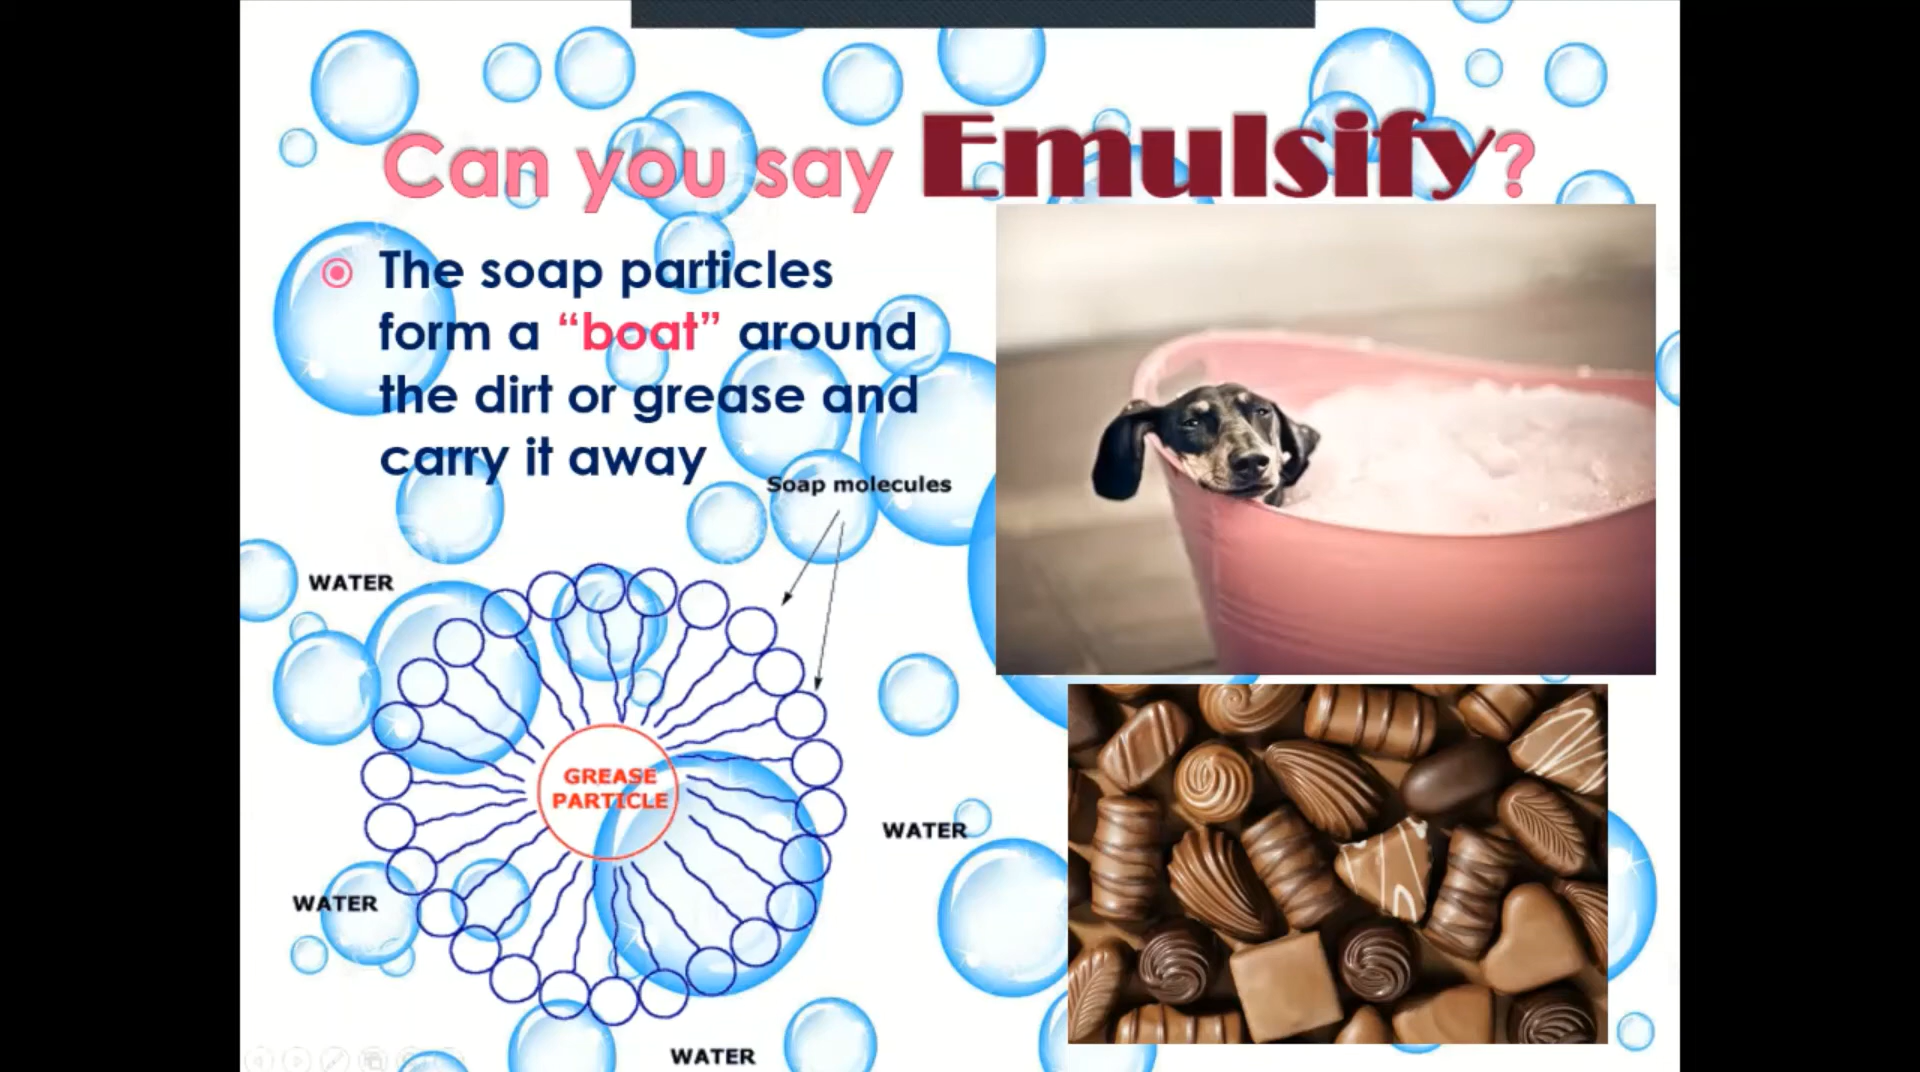 Can you say Emulsify?
The soap particles
form a “boat” around
the dirt or grease and
carry it away
Soap molecules
WATER
GREASE
PARTICLE
WATER
WATER
WATER